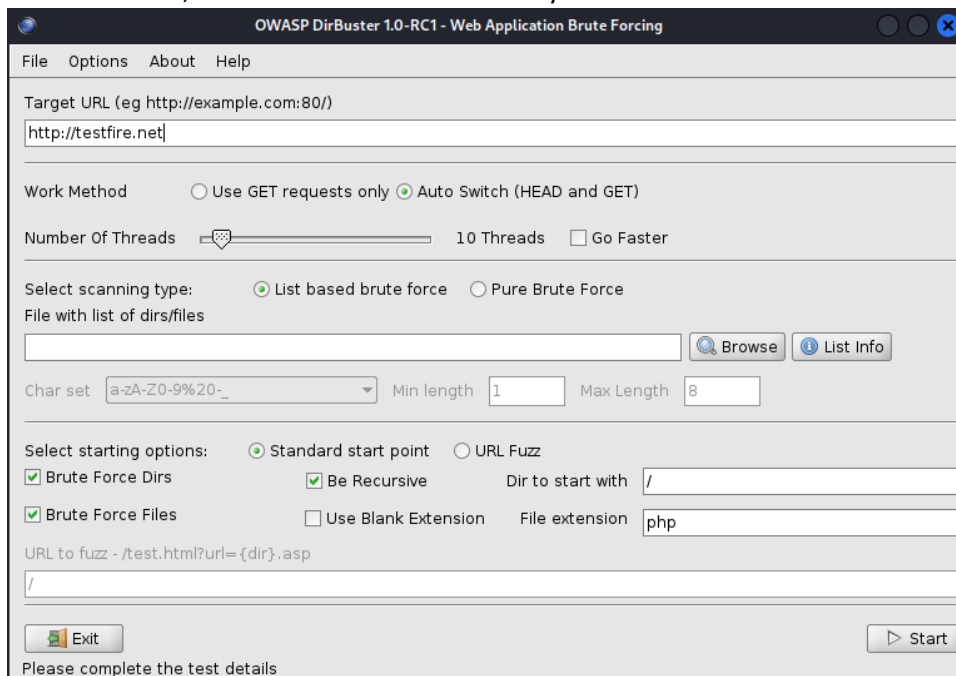 OWASP DirBuster 1.0-RC1 - Web Application Brute Forcing
File Options About Help
Target URL (eg http://example.com:80/)
http://testfire.net
Work Method Use GET requests only Auto Switch (HEAD and GET)
Number Of Threads 10 Threads Go Faster
Select scanning type: List based brute force Pure Brute Force
File with list of dirs/files
Browse List Info
Char set a-zA-Z0-9%20-_ Min length 1 Max Length 8
Select starting options: Standard start point URL Fuzz
Brute Force Dirs Be Recursive Dir to start with /
Brute Force Files Use Blank Extension File extension php
URL to fuzz - /test.html?url={dir}.asp
/
Exit Start
Please complete the test details